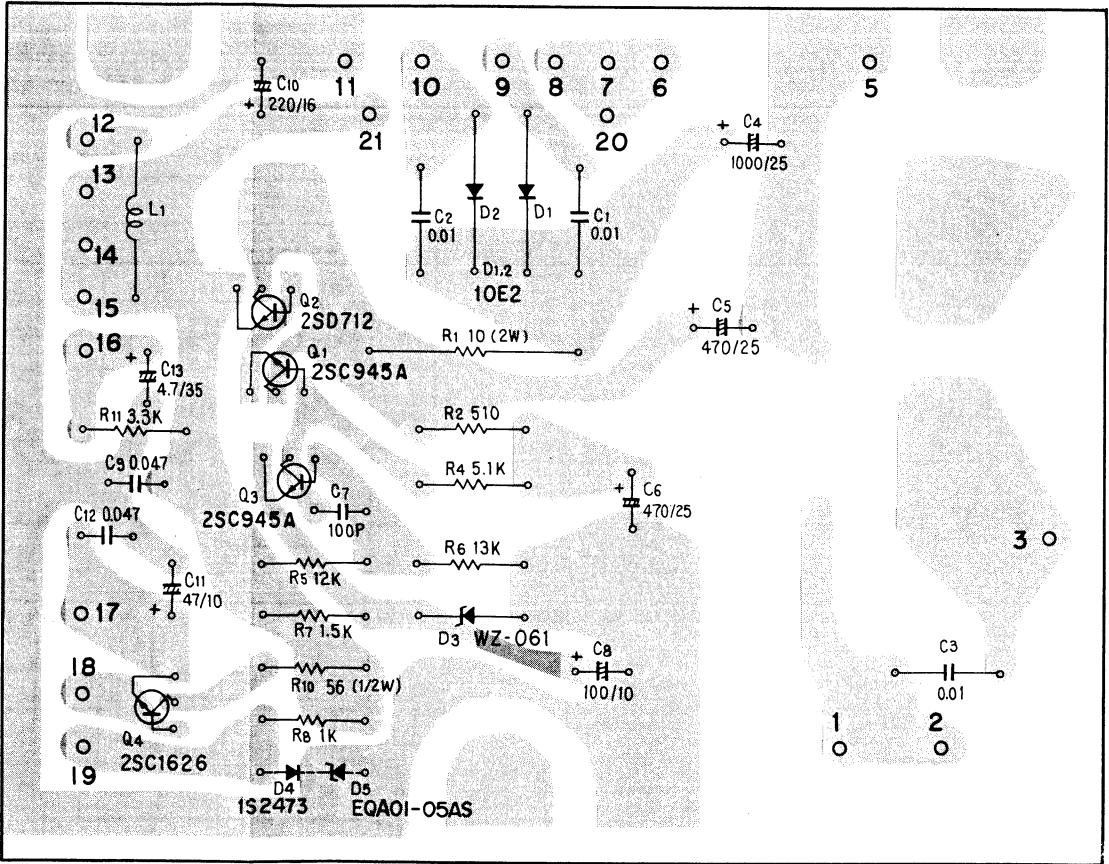 C10
+ 220/16
11
10
9
8
7
6
5
21
20
12
13
14
15
16
+ C4
1000/25
L1
C2
0.01
D2
D1
C1
0.01
D1,2
10E2
Q2
2SD712
+ C5
470/25
R1 10 (2W)
Q1
2SC945A
+ C13
4.7/35
R11 3.3K
R2 510
C9 0.047
R4 5.1K
Q3
2SC945A
C7
100P
+ C6
470/25
C12 0.047
R6 13K
3
R5 12K
C11
+ 47/10
17
R7 1.5K
D3 WZ-061
+ C8
100/10
C3
0.01
18
R10 56 (1/2W)
Q4
2SC1626
R8 1K
1
2
19
D4
D5
1S2473
EQA01-05AS